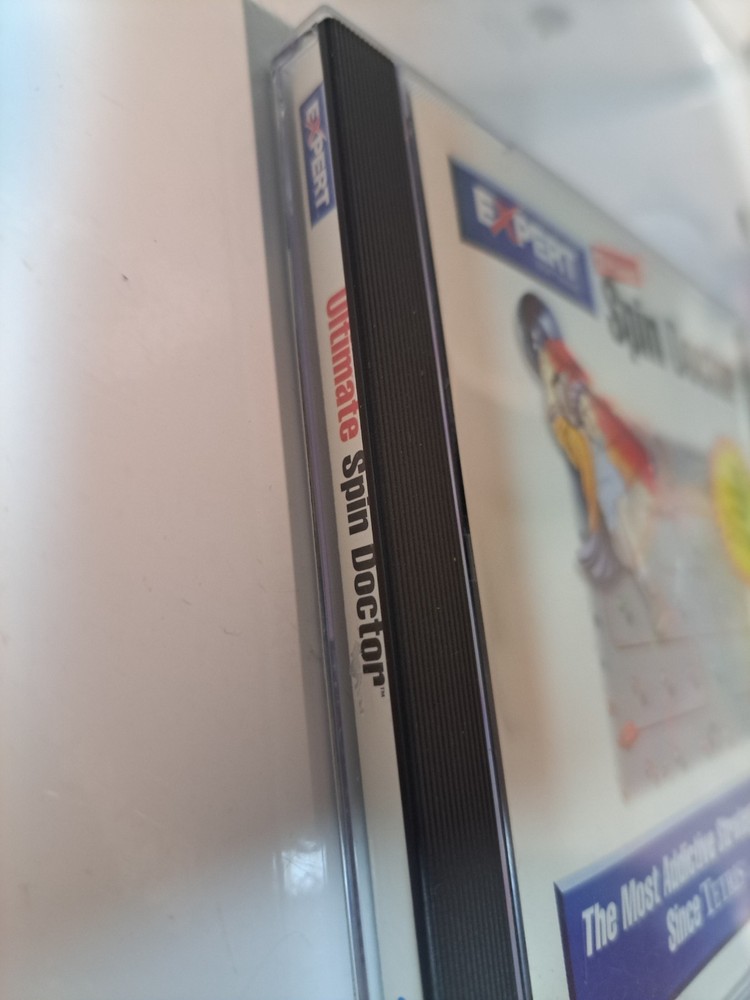 EXPERT
Ultimate Spin Doctor™
EXPERT
Spin Doctor
The Most Addictive
Since TETRIS